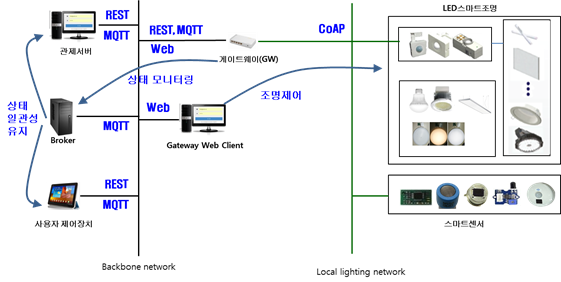 LED스마트조명
REST
MQTT
관제서버
REST, MQTT
Web
게이트웨이(GW)
CoAP
상태 모니터링
상태
일관성
유지
Broker
MQTT
Web
Gateway Web Client
조명제어
REST
MQTT
사용자 제어장치
스마트센서
Backbone network
Local lighting network